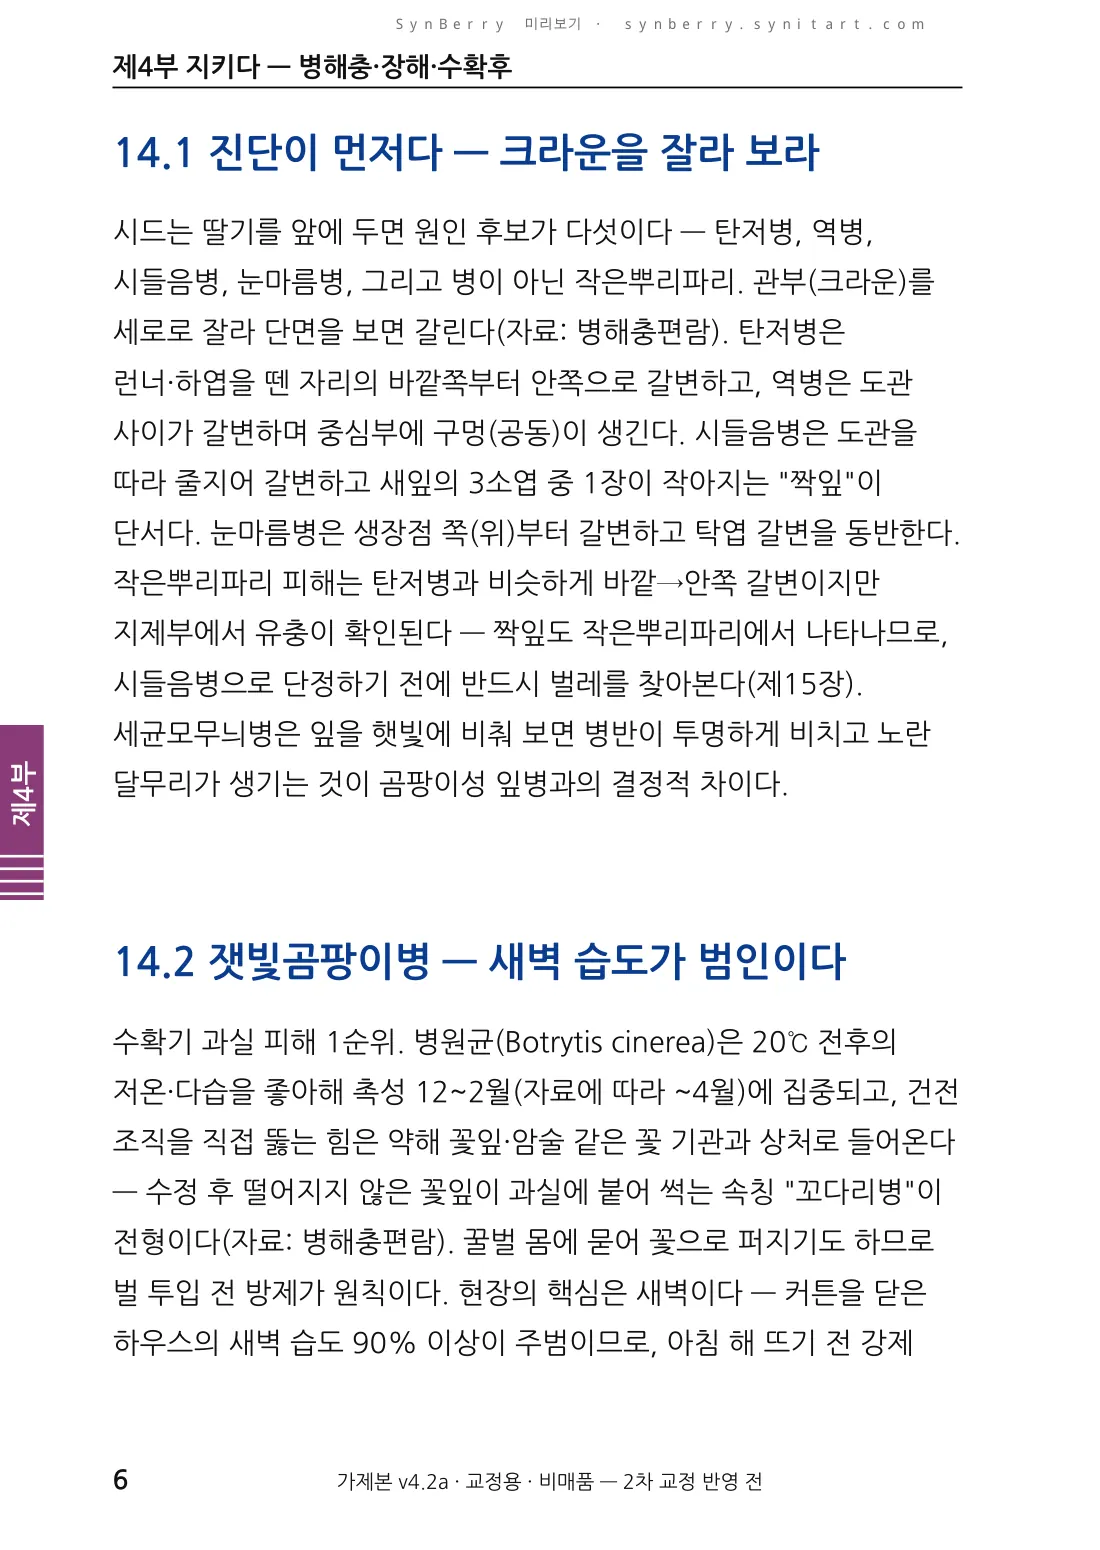 SynBerry 미리보기 · synberry.synitart.com
제4부 지키다 — 병해충·장해·수확후
14.1 진단이 먼저다 — 크라운을 잘라 보라
시드는 딸기를 앞에 두면 원인 후보가 다섯이다 — 탄저병, 역병,
시들음병, 눈마름병, 그리고 병이 아닌 작은뿌리파리. 관부(크라운)를
세로로 잘라 단면을 보면 갈린다(자료: 병해충편람). 탄저병은
런너·하엽을 뗀 자리의 바깥쪽부터 안쪽으로 갈변하고, 역병은 도관
사이가 갈변하며 중심부에 구멍(공동)이 생긴다. 시들음병은 도관을
따라 줄지어 갈변하고 새잎의 3소엽 중 1장이 작아지는 "짝잎"이
단서다. 눈마름병은 생장점 쪽(위)부터 갈변하고 탁엽 갈변을 동반한다.
작은뿌리파리 피해는 탄저병과 비슷하게 바깥→안쪽 갈변이지만
지제부에서 유충이 확인된다 — 짝잎도 작은뿌리파리에서 나타나므로,
시들음병으로 단정하기 전에 반드시 벌레를 찾아본다(제15장).
세균모무늬병은 잎을 햇빛에 비춰 보면 병반이 투명하게 비치고 노란
달무리가 생기는 것이 곰팡이성 잎병과의 결정적 차이다.
제4부
14.2 잿빛곰팡이병 — 새벽 습도가 범인이다
수확기 과실 피해 1순위. 병원균(Botrytis cinerea)은 20℃ 전후의
저온·다습을 좋아해 촉성 12~2월(자료에 따라 ~4월)에 집중되고, 건전
조직을 직접 뚫는 힘은 약해 꽃잎·암술 같은 꽃 기관과 상처로 들어온다
— 수정 후 떨어지지 않은 꽃잎이 과실에 붙어 썩는 속칭 "꼬다리병"이
전형이다(자료: 병해충편람). 꿀벌 몸에 묻어 꽃으로 퍼지기도 하므로
벌 투입 전 방제가 원칙이다. 현장의 핵심은 새벽이다 — 커튼을 닫은
하우스의 새벽 습도 90% 이상이 주범이므로, 아침 해 뜨기 전 강제
6
가제본 v4.2a · 교정용 · 비매품 — 2차 교정 반영 전